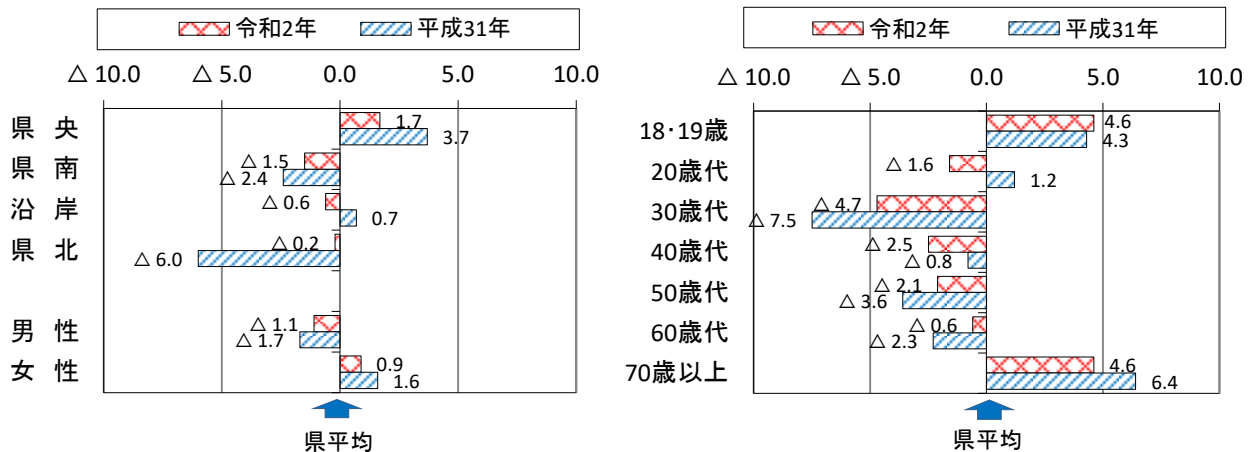 令和2年 平成31年
△ 10.0 △ 5.0 0.0 5.0 10.0
県 央 1.7
3.7
県 南 △ 1.5
△ 2.4
沿 岸 △ 0.6
0.7
県 北 △ 0.2
△ 6.0
男 性 △ 1.1
△ 1.7
女 性 0.9
1.6
県平均
令和2年 平成31年
△ 10.0 △ 5.0 0.0 5.0 10.0
18・19歳 4.6
4.3
20歳代 △ 1.6
1.2
30歳代 △ 4.7
△ 7.5
40歳代 △ 2.5
△ 0.8
50歳代 △ 2.1
△ 3.6
60歳代 △ 0.6
△ 2.3
70歳以上 4.6
6.4
県平均